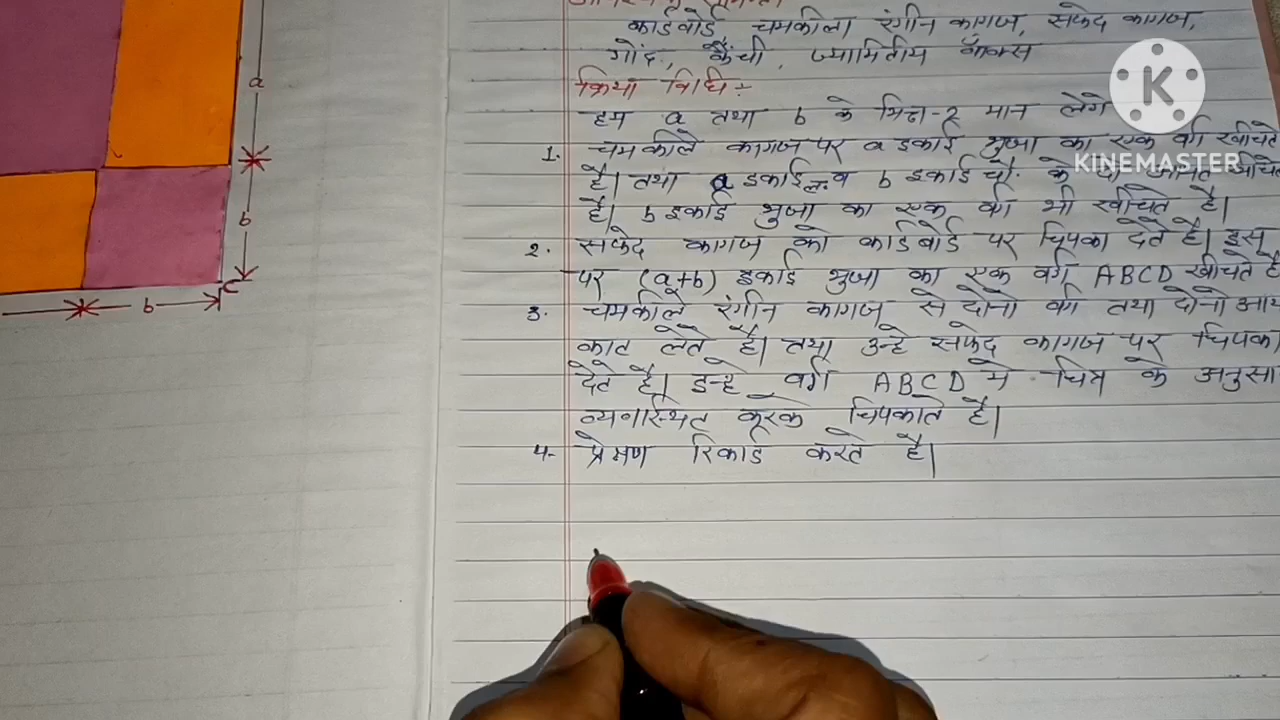 a
b
c
b
कार्डबोर्ड चमकीला रंगीन कागज, सफेद कागज,
गोंद, कैंची, ज्यामितीय बॉक्स
क्रिया विधि :-
हम a तथा b के भिन्न-२ मान लेगे
1. चमकीले कागज पर a इकाई भुजा का एक वर्ग खीचते
है। तथा a इकाई ल. व b इकाई चौ. के दो आयत
है। b इकाई भुजा का एक वर्ग भी खीचते है।
2. सफेद कागज को कार्डबोर्ड पर चिपका देते है। इस
पर (a+b) इकाई भुजा का एक वर्ग ABCD खीचते है
3. चमकीले रंगीन कागज से दोनो वर्ग तथा दोनो आय
काट लेते है। तथा उन्हे सफेद कागज पर चिपका
देते है। इन्हे वर्ग ABCD मे चित्र के अनुसा
व्यवस्थित करके चिपकाते है।
4- प्रेक्षण रिकार्ड करते है।
K
KINEMASTER